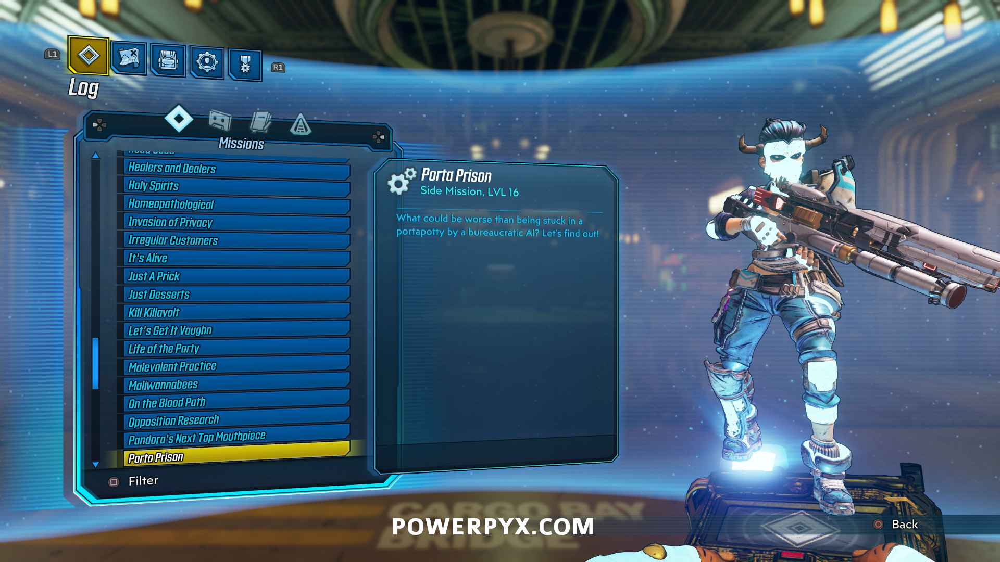 L1
R1
Log
Missions
Healers and Dealers
Holy Spirits
Homeopathological
Invasion of Privacy
Irregular Customers
It's Alive
Just A Prick
Just Desserts
Kill Killavolt
Let's Get It Vaughn
Life of the Party
Malevolent Practice
Maliwannabees
On the Blood Path
Opposition Research
Pandora's Next Top Mouthpiece
Porta Prison
Filter
Porta Prison
Side Mission, LVL 16
What could be worse than being stuck in a
portapotty by a bureaucratic AI? Let's find out!
CARGO BAY
BRIDGE
POWERPYX.COM
Back